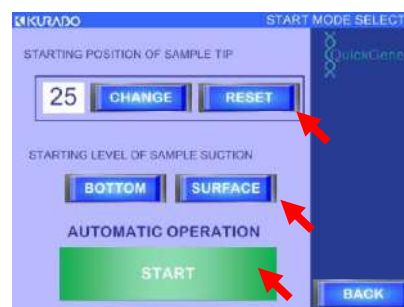 KURABO
START MODE SELECT
QuickGene
STARTING POSITION OF SAMPLE TIP
25 CHANGE RESET
STARTING LEVEL OF SAMPLE SUCTION
BOTTOM SURFACE
AUTOMATIC OPERATION
START
BACK